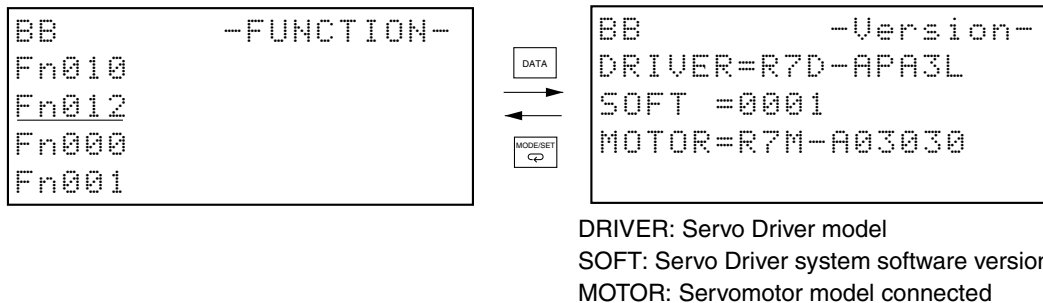 BB -FUNCTION-
Fn010
Fn012
Fn000
Fn001
DATA
MODE/SET
BB -Version-
DRIVER=R7D-APA3L
SOFT =0001
MOTOR=R7M-A03030
DRIVER: Servo Driver model
SOFT: Servo Driver system software version
MOTOR: Servomotor model connected